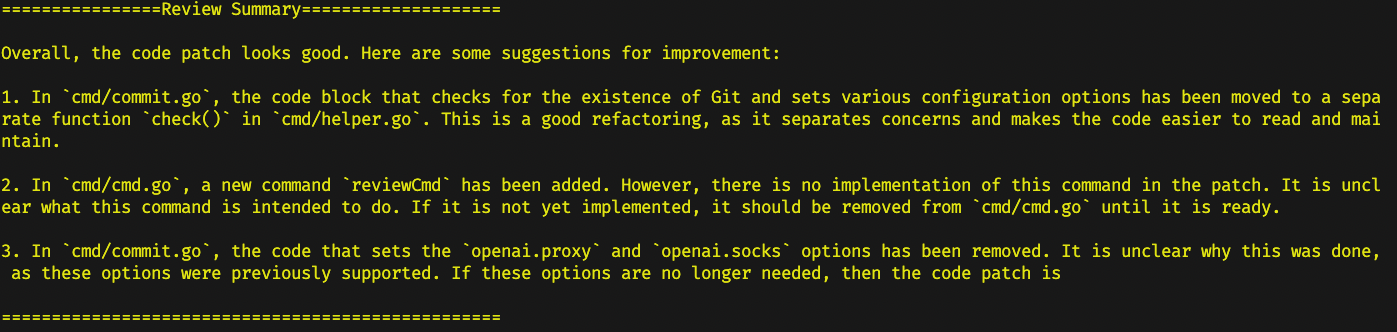 ================Review Summary====================
Overall, the code patch looks good. Here are some suggestions for improvement:
1. In `cmd/commit.go`, the code block that checks for the existence of Git and sets various configuration options has been moved to a sepa
rate function `check()` in `cmd/helper.go`. This is a good refactoring, as it separates concerns and makes the code easier to read and mai
ntain.
2. In `cmd/cmd.go`, a new command `reviewCmd` has been added. However, there is no implementation of this command in the patch. It is uncl
ear what this command is intended to do. If it is not yet implemented, it should be removed from `cmd/cmd.go` until it is ready.
3. In `cmd/commit.go`, the code that sets the `openai.proxy` and `openai.socks` options has been removed. It is unclear why this was done,
 as these options were previously supported. If these options are no longer needed, then the code patch is
==================================================